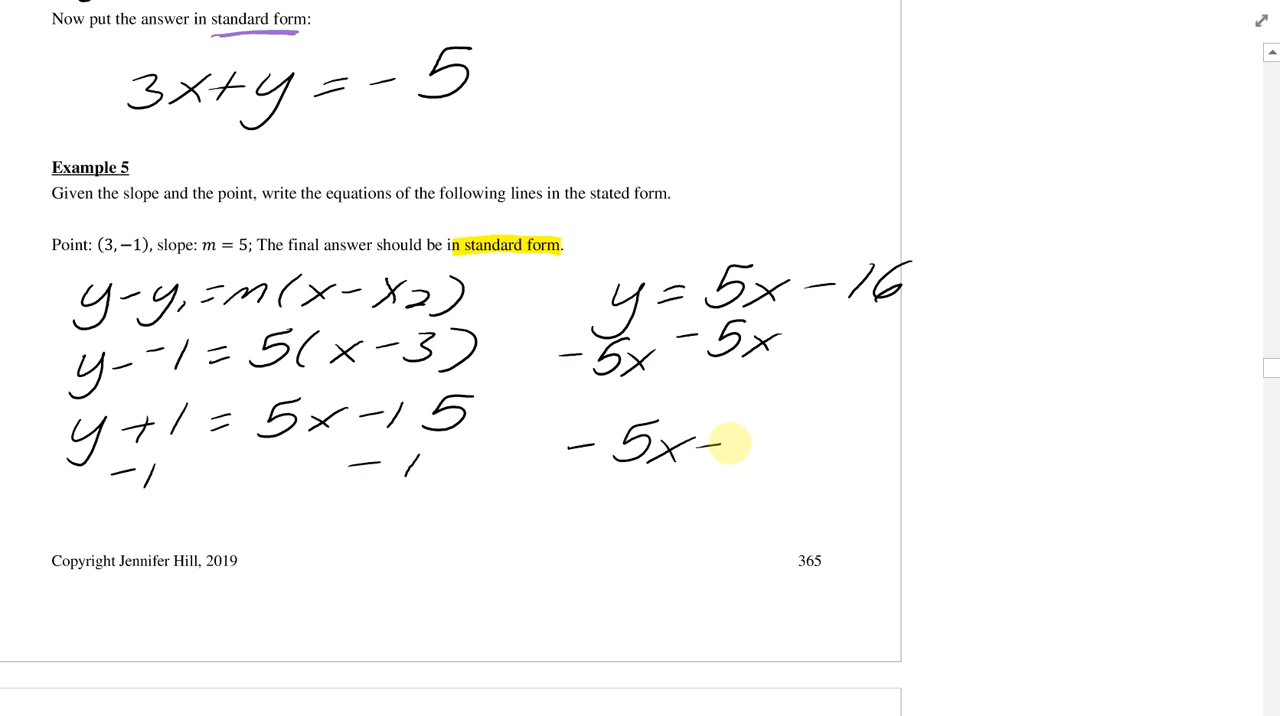 Now put the answer in standard form:
3x+y=-5
Example 5
Given the slope and the point, write the equations of the following lines in the stated form.
Point: (3,−1), slope: m = 5; The final answer should be in standard form.
y-y₁=m(x-x₂)
y--1=5(x-3)
y+1=5x-15
-1 -1
y=5x-16
-5x -5x
-5x-
Copyright Jennifer Hill, 2019
365